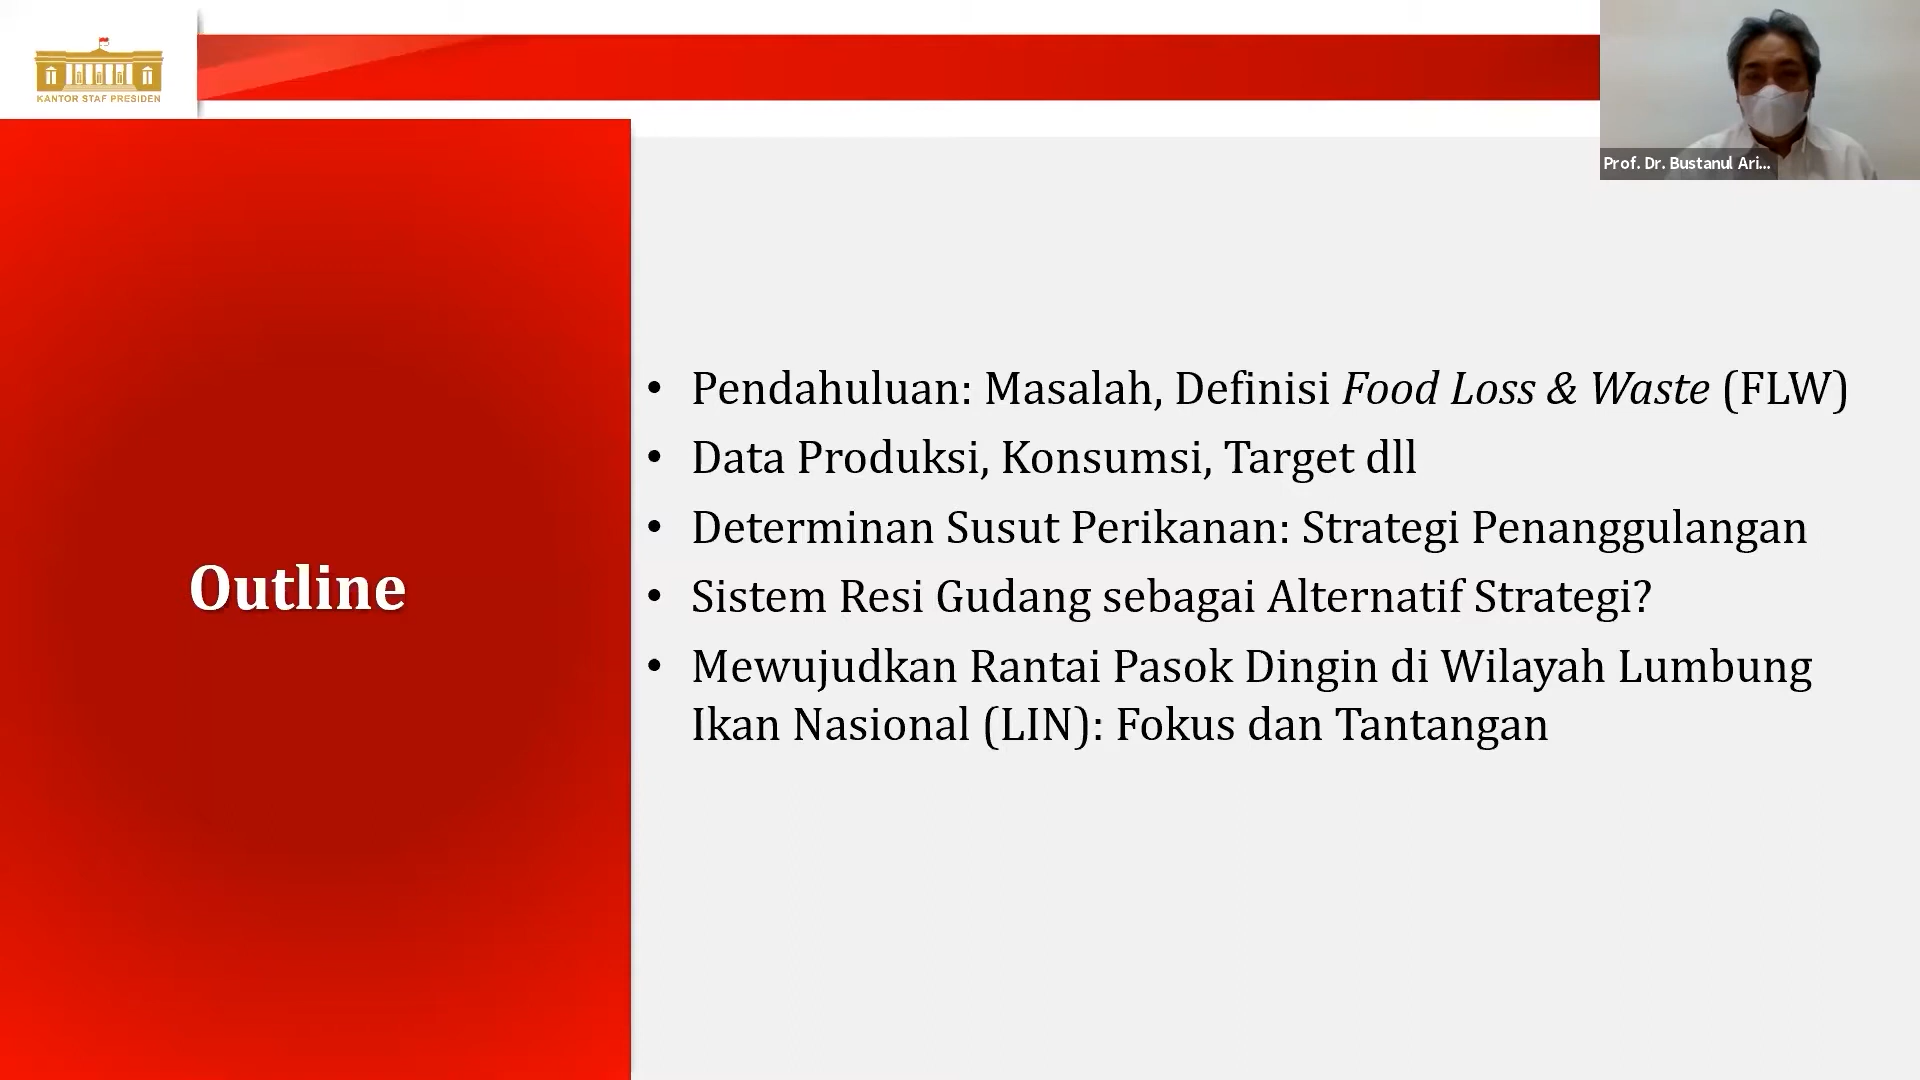 KANTOR STAF PRESIDEN
Prof. Dr. Bustanul Ari...
Outline
• Pendahuluan: Masalah, Definisi Food Loss & Waste (FLW)
• Data Produksi, Konsumsi, Target dll
• Determinan Susut Perikanan: Strategi Penanggulangan
• Sistem Resi Gudang sebagai Alternatif Strategi?
• Mewujudkan Rantai Pasok Dingin di Wilayah Lumbung
Ikan Nasional (LIN): Fokus dan Tantangan